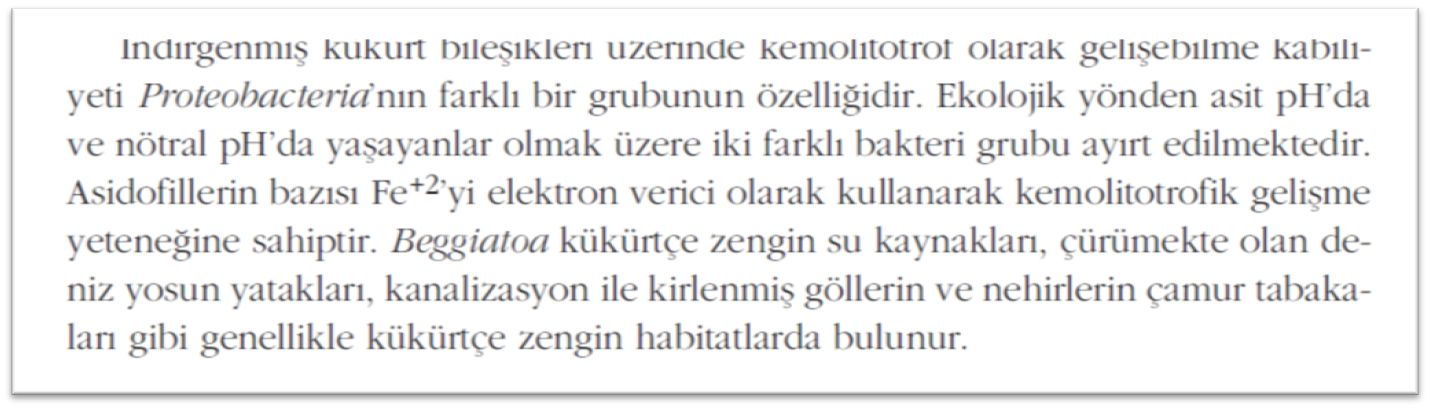 İndirgenmiş kükürt bileşikleri üzerinde kemolitotrof olarak gelişebilme kabili-
yeti Proteobacteria’nın farklı bir grubunun özelliğidir. Ekolojik yönden asit pH’da
ve nötral pH’da yaşayanlar olmak üzere iki farklı bakteri grubu ayırt edilmektedir.
Asidofillerin bazısı Fe⁺²’yi elektron verici olarak kullanarak kemolitotrofik gelişme
yeteneğine sahiptir. Beggiatoa kükürtçe zengin su kaynakları, çürümekte olan de-
niz yosun yatakları, kanalizasyon ile kirlenmiş göllerin ve nehirlerin çamur tabaka-
ları gibi genellikle kükürtçe zengin habitatlarda bulunur.